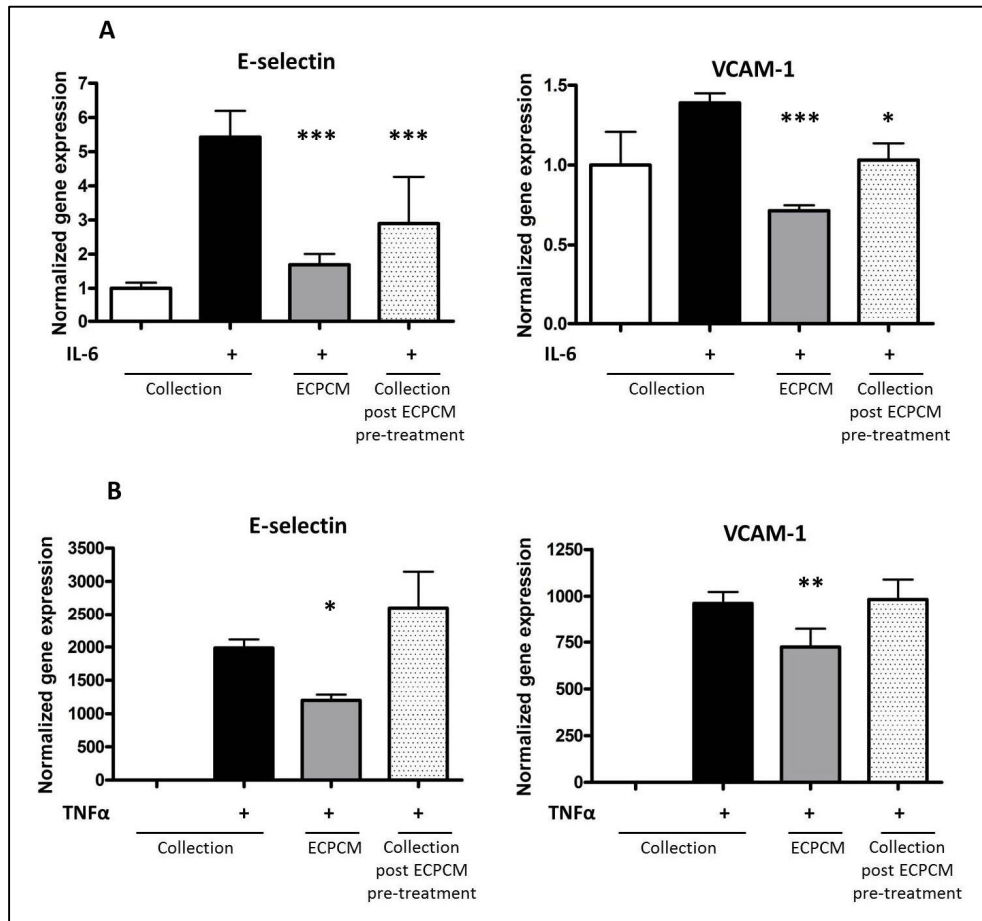 A
E-selectin
Normalized gene expression
7
6
5
4
3
2
1
0
*** ***
IL-6 + + +
Collection ECPCM Collection
post ECPCM
pre-treatment
VCAM-1
Normalized gene expression
1.5
1.0
0.5
0.0
*** *
IL-6 + + +
Collection ECPCM Collection
post ECPCM
pre-treatment
B
E-selectin
Normalized gene expression
3500
3000
2500
2000
1500
1000
500
0
*
TNFα + + +
Collection ECPCM Collection
post ECPCM
pre-treatment
VCAM-1
Normalized gene expression
1250
1000
750
500
250
0
**
TNFα + + +
Collection ECPCM Collection
post ECPCM
pre-treatment